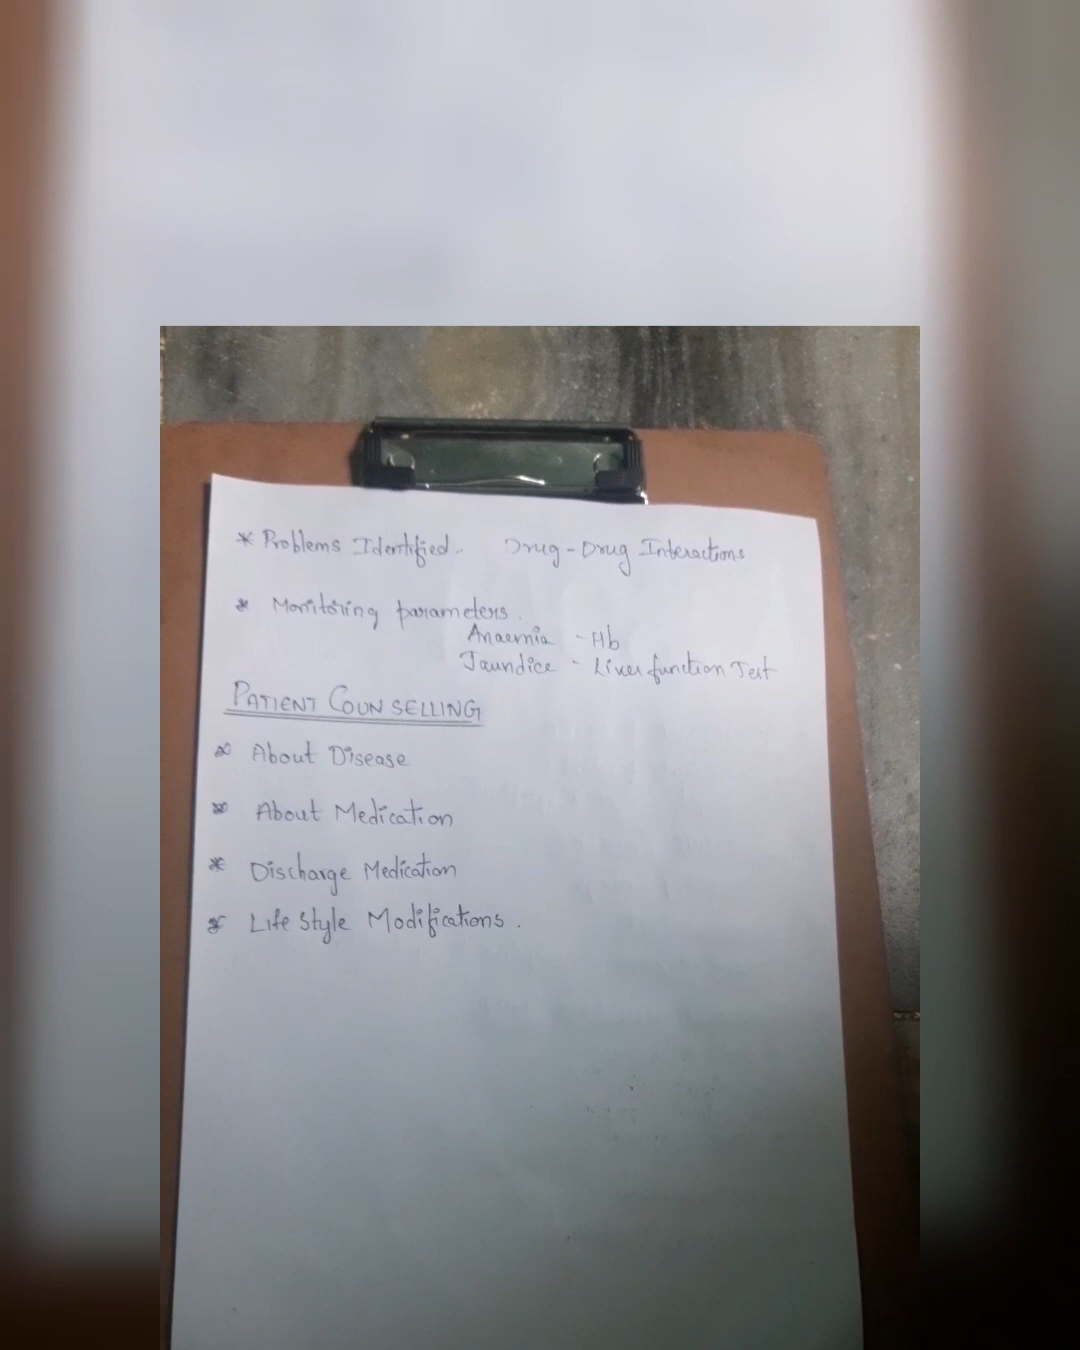 * Problems Identified. Drug-Drug Interactions
* Monitoring parameters.
Anaemia - Hb
Jaundice - Liver function Test
PATIENT COUNSELLING
* About Disease
* About Medication
* Discharge Medication
* Life style Modifications.